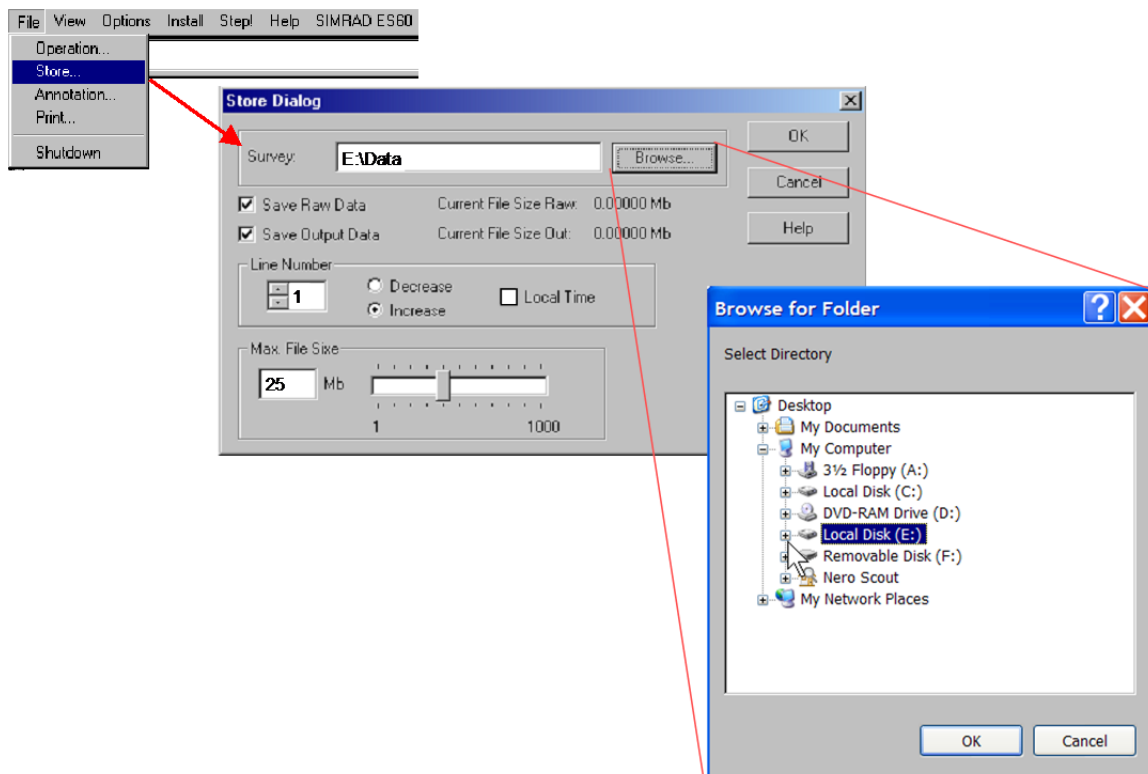 File View Options Install Step! Help SIMRAD ES60
Operation...
Store...
Annotation...
Print...
Shutdown
Store Dialog
Survey: E:\Data Browse...
OK
Cancel
Help
Save Raw Data Current File Size Raw: 0.00000 Mb
Save Output Data Current File Size Out: 0.00000 Mb
Line Number
1
Decrease
Increase
Local Time
Max. File Size
25 Mb
1 1000
Browse for Folder
Select Directory
Desktop
My Documents
My Computer
3½ Floppy (A:)
Local Disk (C:)
DVD-RAM Drive (D:)
Local Disk (E:)
Removable Disk (F:)
Nero Scout
My Network Places
OK Cancel